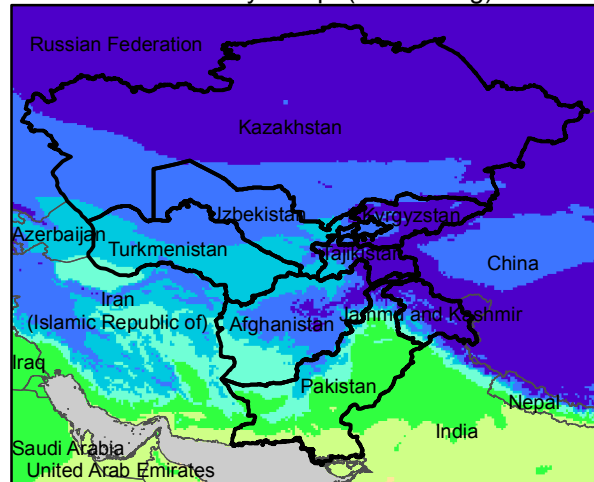 Russian Federation
Kazakhstan
Uzbekistan
Kyrgyzstan
Azerbaijan
Turkmenistan
Tajikistan
China
Iran
(Islamic Republic of)
Afghanistan
Jammu and Kashmir
Iraq
Pakistan
Nepal
India
Saudi Arabia
United Arab Emirates